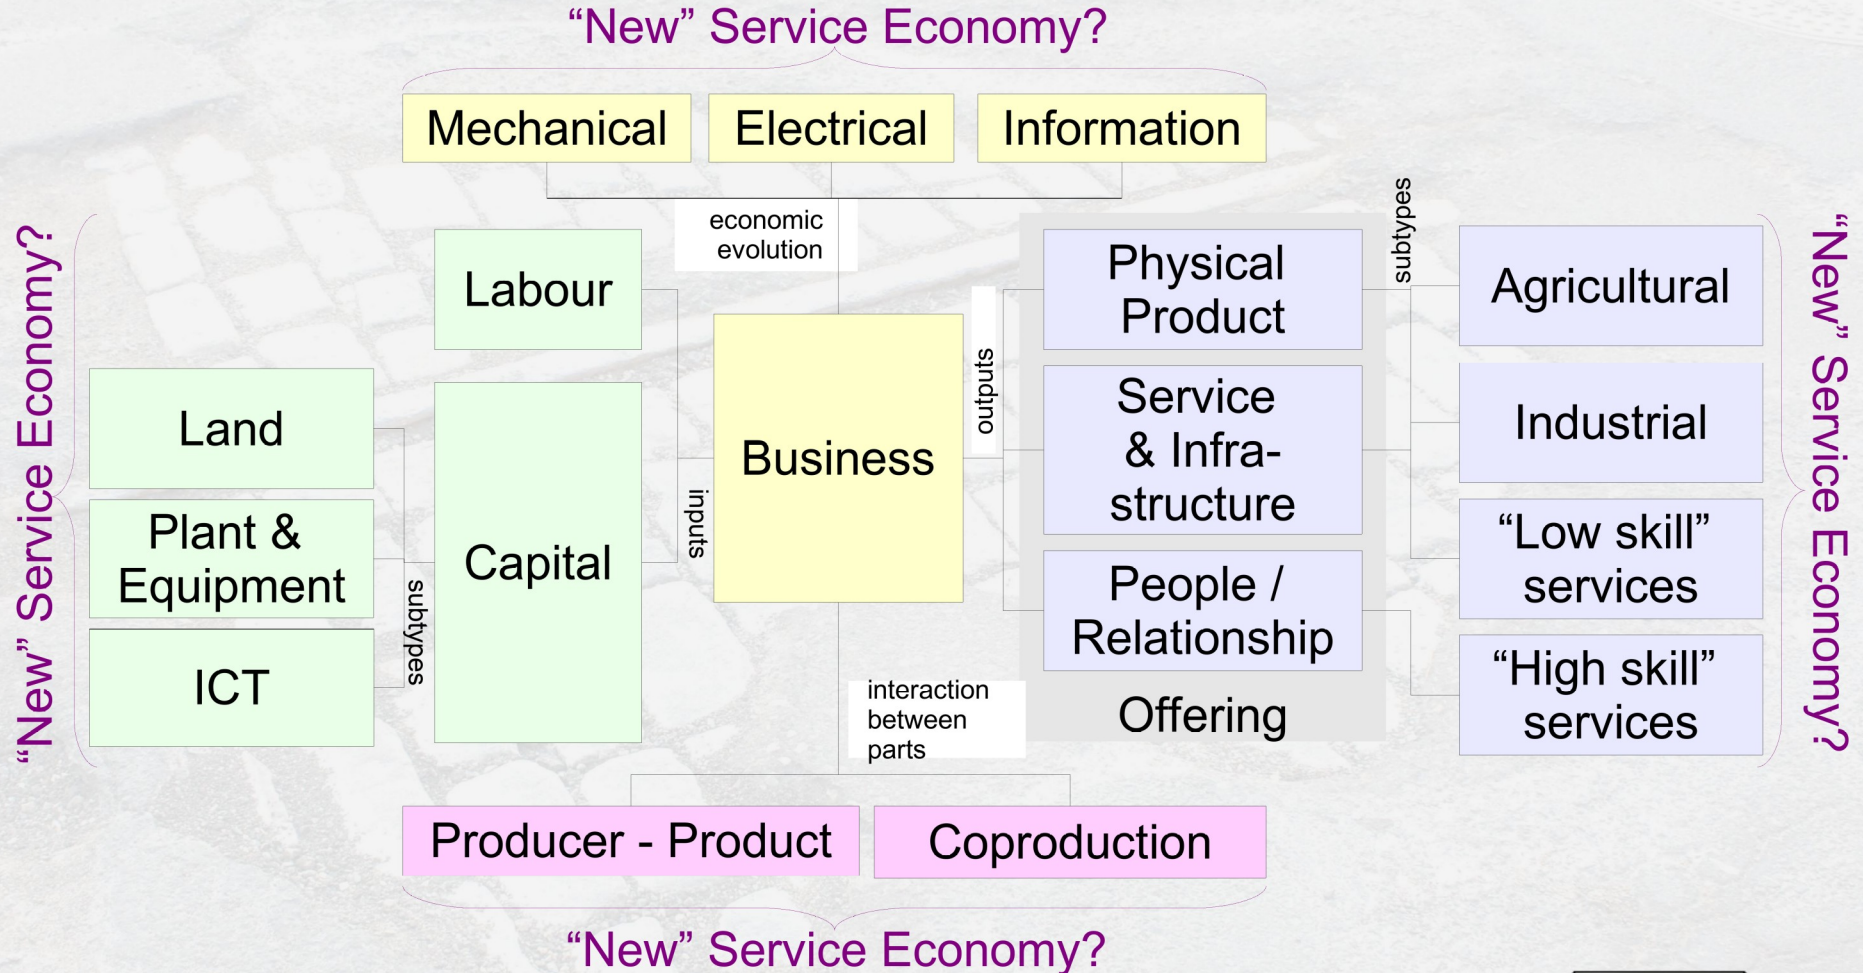 “New” Service Economy?
Mechanical
Electrical
Information
economic
evolution
“New” Service Economy?
Labour
Land
Plant &
Equipment
ICT
subtypes
Capital
inputs
Business
outputs
Physical
Product
Service
& Infra-
structure
People /
Relationship
Offering
subtypes
Agricultural
Industrial
“Low skill”
services
“High skill”
services
“New” Service Economy?
interaction
between
parts
Producer - Product
Coproduction
“New” Service Economy?